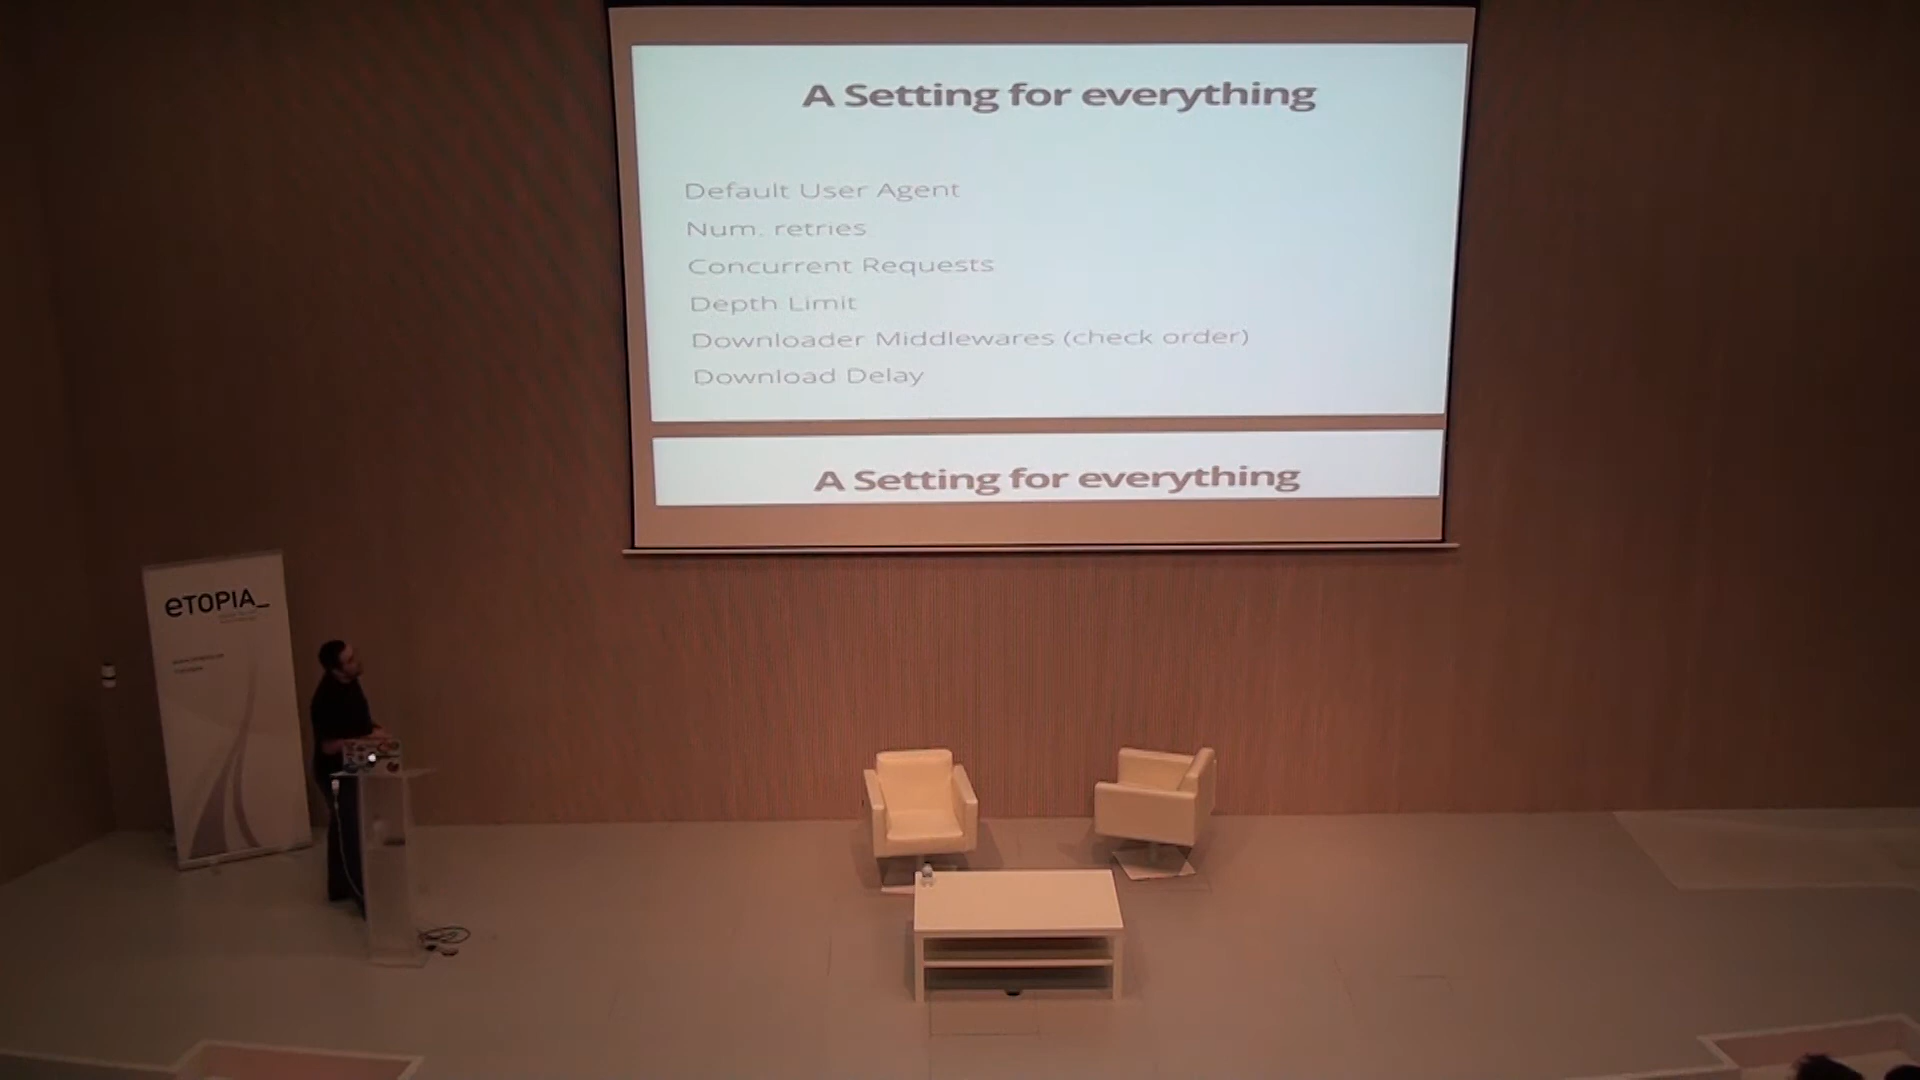 A Setting for everything
Default User Agent
Num. retries
Concurrent Requests
Depth Limit
Downloader Middlewares (check order)
Download Delay
A Setting for everything
eTOPIA_